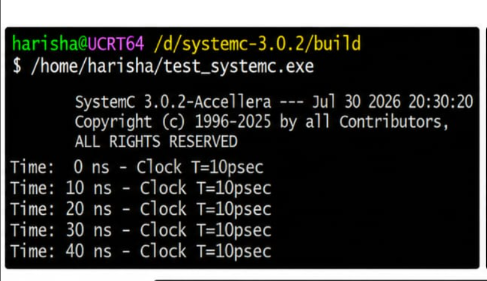 harisha@UCRT64 /d/systemc-3.0.2/build
$ /home/harisha/test_systemc.exe
SystemC 3.0.2-Accellera --- Jul 30 2026 20:30:20
Copyright (c) 1996-2025 by all Contributors,
ALL RIGHTS RESERVED
Time: 0 ns - Clock T=10psec
Time: 10 ns - Clock T=10psec
Time: 20 ns - Clock T=10psec
Time: 30 ns - Clock T=10psec
Time: 40 ns - Clock T=10psec